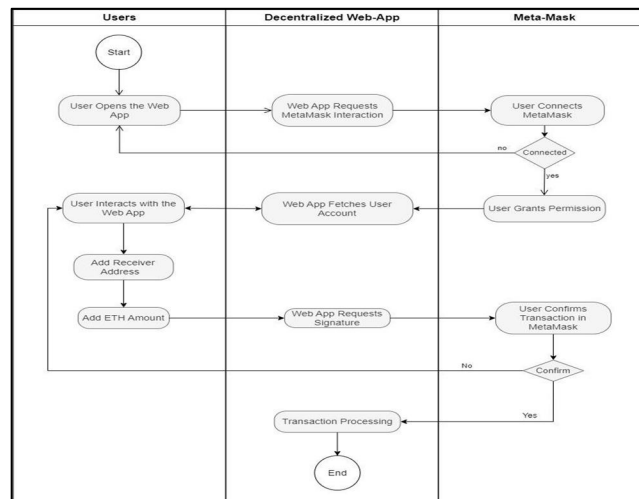 Users
Decentralized Web-App
Meta-Mask
Start
User Opens the Web
App
Web App Requests
MetaMask Interaction
User Connects
MetaMask
no
Connected
yes
User Interacts with the
Web App
Web App Fetches User
Account
User Grants Permission
Add Receiver
Address
Add ETH Amount
Web App Requests
Signature
User Confirms
Transaction in
MetaMask
No
Confirm
Yes
Transaction Processing
End